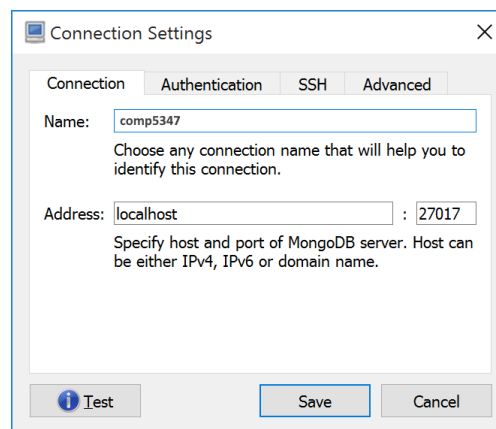 Connection Settings
Connection Authentication SSH Advanced
Name: comp5347
Choose any connection name that will help you to
identify this connection.
Address: localhost : 27017
Specify host and port of MongoDB server. Host can
be either IPv4, IPv6 or domain name.
Test Save Cancel